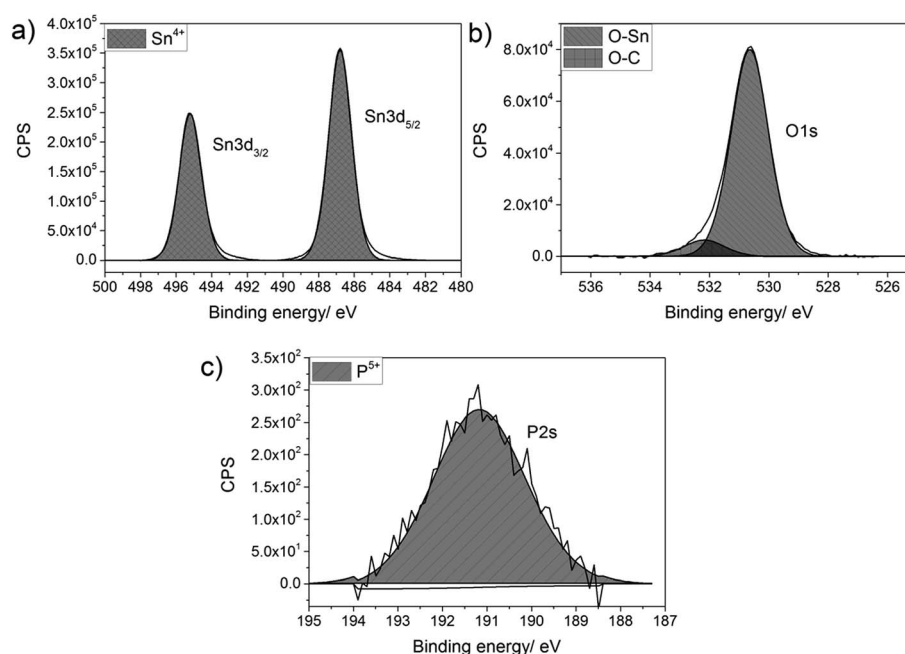 a)
Sn⁴⁺
CPS
4.0x10⁵
3.5x10⁵
3.0x10⁵
2.5x10⁵
2.0x10⁵
1.5x10⁵
1.0x10⁵
5.0x10⁴
0.0
Sn3d₃/₂
Sn3d₅/₂
500 498 496 494 492 490 488 486 484 482 480
Binding energy/ eV
b)
O-Sn
O-C
CPS
8.0x10⁴
6.0x10⁴
4.0x10⁴
2.0x10⁴
0.0
O1s
536 534 532 530 528 526
Binding energy/ eV
c)
P⁵⁺
CPS
3.5x10²
3.0x10²
2.5x10²
2.0x10²
1.5x10²
1.0x10²
5.0x10¹
0.0
P2s
195 194 193 192 191 190 189 188 187
Binding energy/ eV